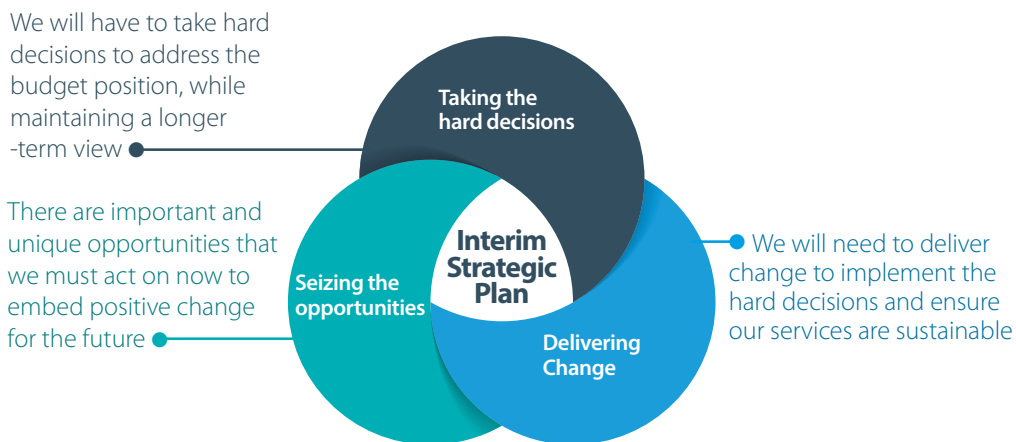 We will have to take hard
decisions to address the
budget position, while
maintaining a longer
-term view
Taking the
hard decisions
There are important and
unique opportunities that
we must act on now to
embed positive change
for the future
Seizing the
opportunities
Interim
Strategic
Plan
We will need to deliver
change to implement the
hard decisions and ensure
our services are sustainable
Delivering
Change